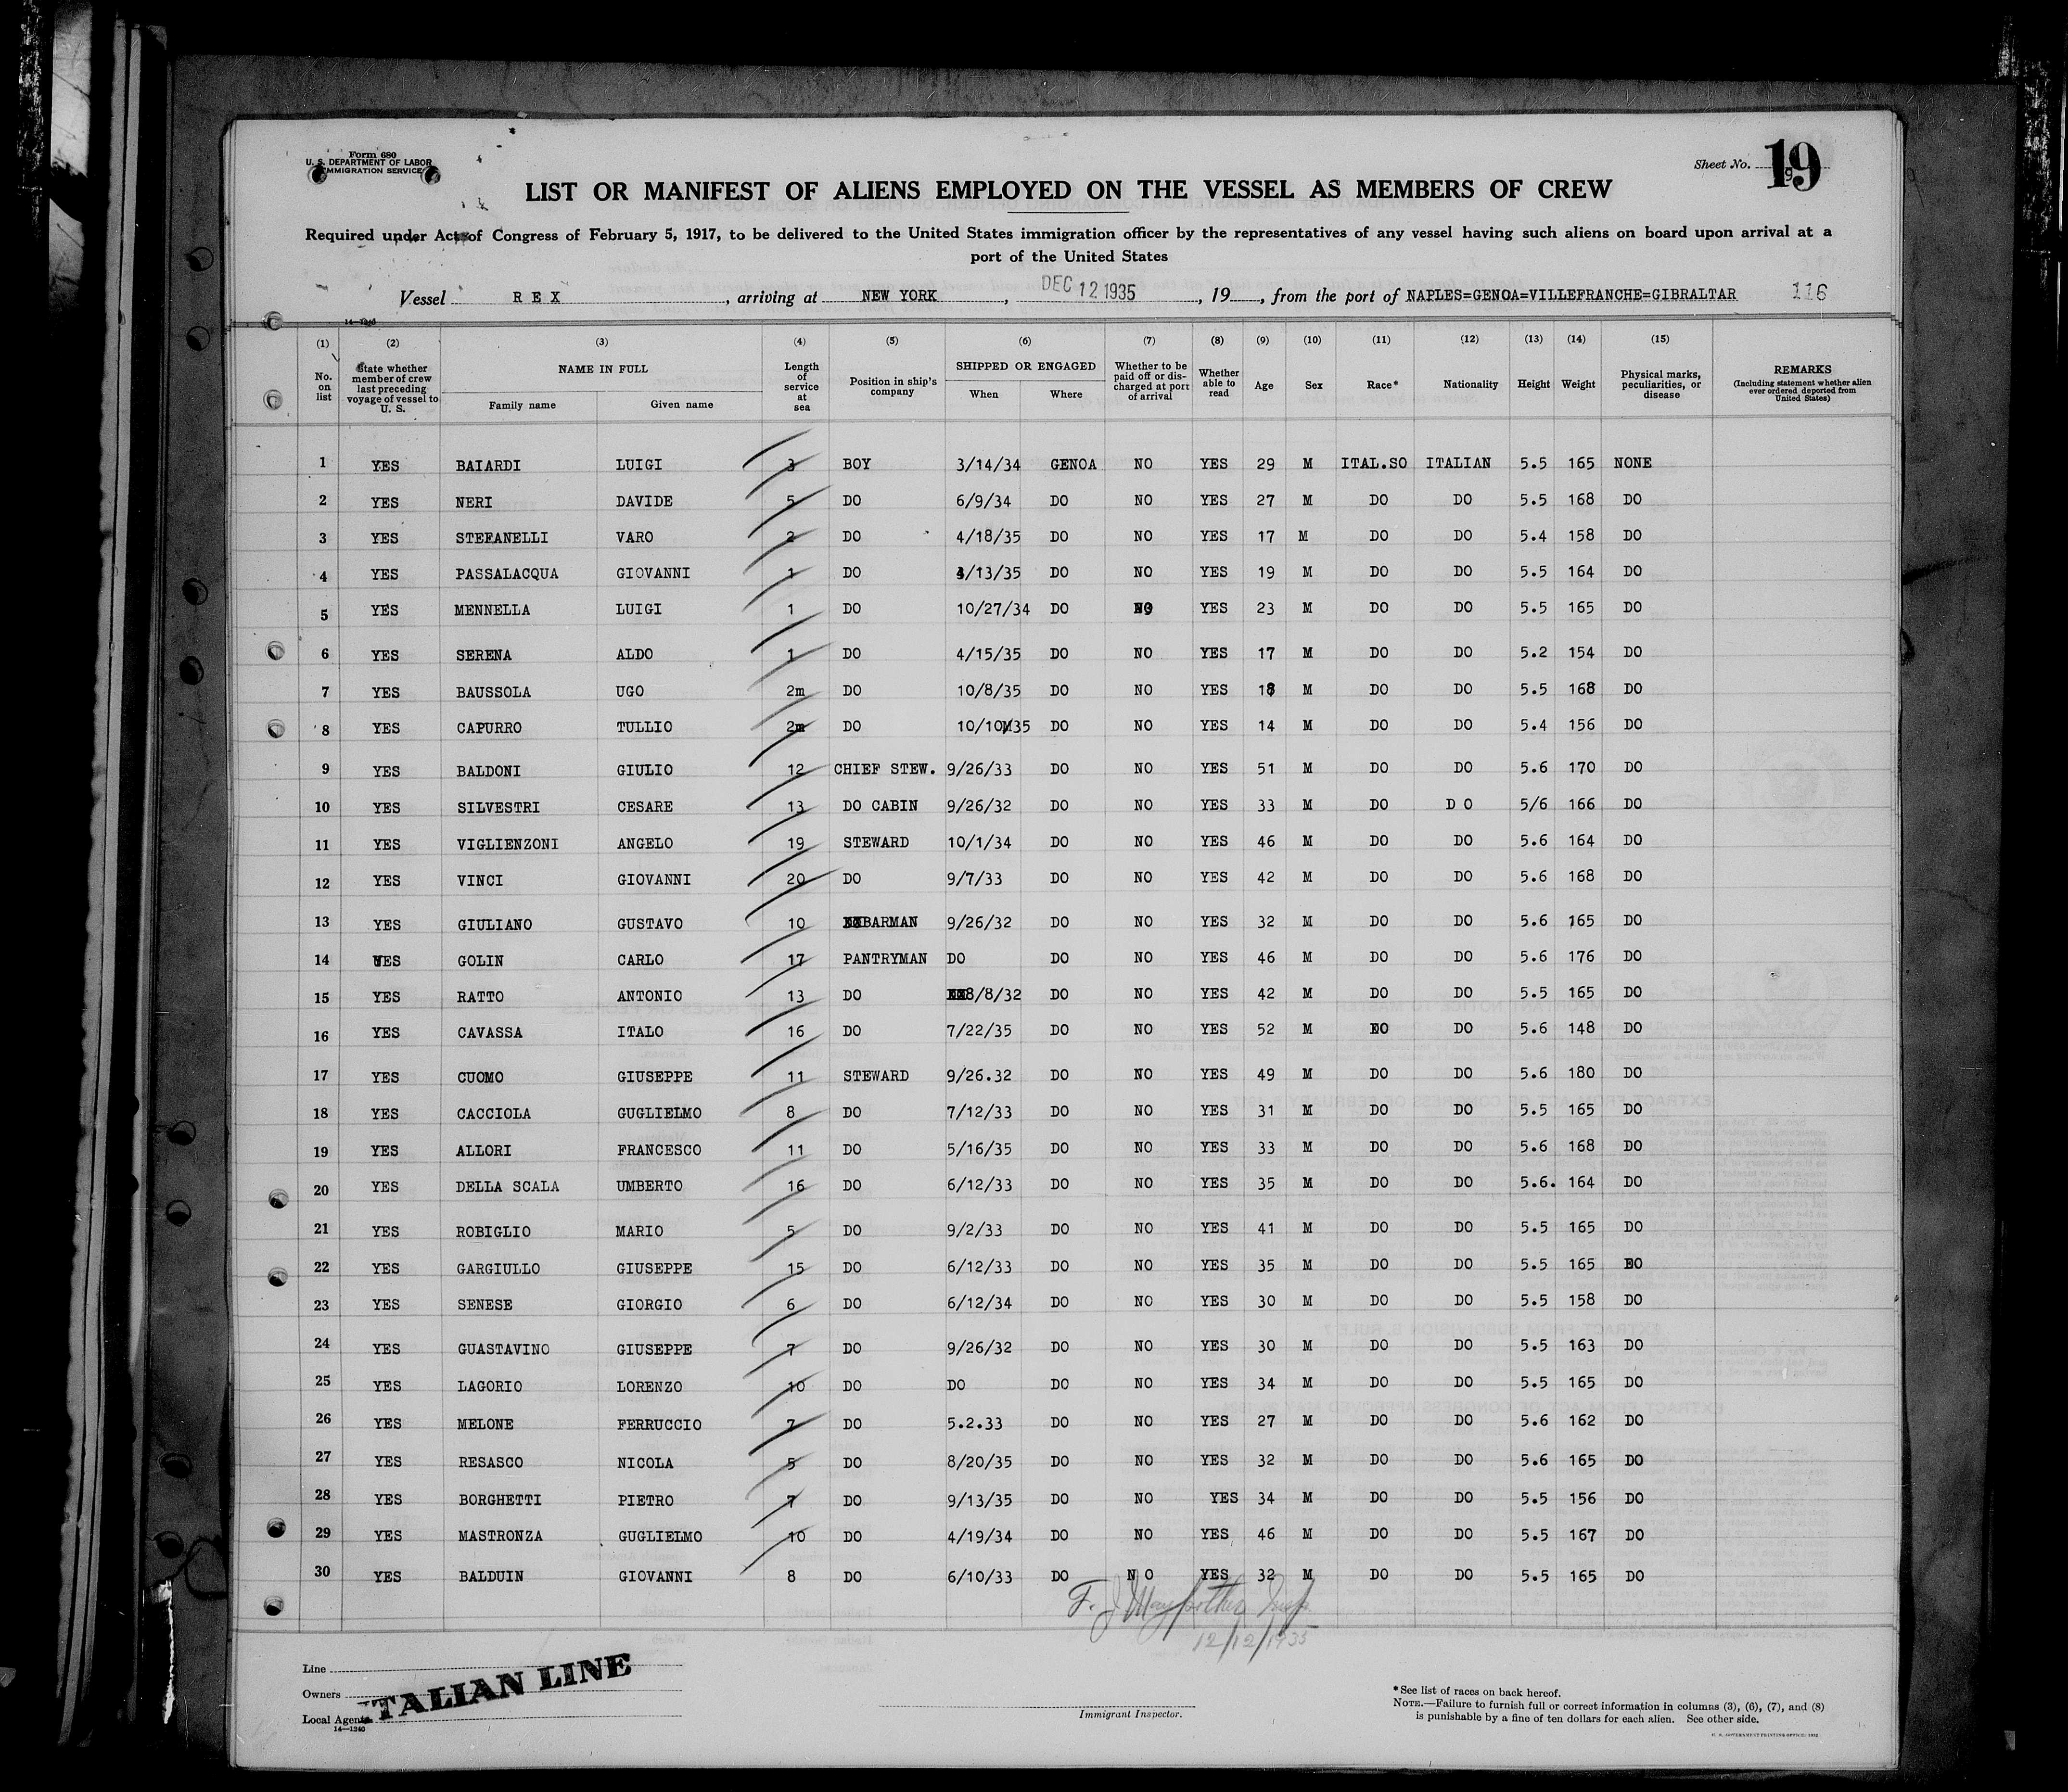 Form 680
U. S. DEPARTMENT OF LABOR
IMMIGRATION SERVICE
Sheet No. 19
LIST OR MANIFEST OF ALIENS EMPLOYED ON THE VESSEL AS MEMBERS OF CREW
Required under Act of Congress of February 5, 1917, to be delivered to the United States immigration officer by the representatives of any vessel having such aliens on board upon arrival at a
port of the United States
Vessel R E X , arriving at NEW YORK , DEC 12 1935 , 19 , from the port of NAPLES=GENOA=VILLEFRANCHE=GIBRALTAR 116
14—1240
(1) No. on list (2) State whether member of crew last preceding voyage of vessel to U. S. (3) NAME IN FULL Family name Given name (4) Length of service at sea (5) Position in ship's company (6) SHIPPED OR ENGAGED When Where (7) Whether to be paid off or discharged at port of arrival (8) Whether able to read (9) Age (10) Sex (11) Race* (12) Nationality (13) Height (14) Weight (15) Physical marks, peculiarities, or disease REMARKS (Including statement whether alien ever ordered deported from United States)
1 YES BAIARDI LUIGI 3 BOY 3/14/34 GENOA NO YES 29 M ITAL.SO ITALIAN 5.5 165 NONE
2 YES NERI DAVIDE 5 DO 6/9/34 DO NO YES 27 M DO DO 5.5 168 DO
3 YES STEFANELLI VARO 2 DO 4/18/35 DO NO YES 17 M DO DO 5.4 158 DO
4 YES PASSALACQUA GIOVANNI 1 DO /13/35 DO NO YES 19 M DO DO 5.5 164 DO
5 YES MENNELLA LUIGI 1 DO 10/27/34 DO NO YES 23 M DO DO 5.5 165 DO
6 YES SERENA ALDO 1 DO 4/15/35 DO NO YES 17 M DO DO 5.2 154 DO
7 YES BAUSSOLA UGO 2m DO 10/8/35 DO NO YES 18 M DO DO 5.5 168 DO
8 YES CAPURRO TULLIO 2m DO 10/10/35 DO NO YES 14 M DO DO 5.4 156 DO
9 YES BALDONI GIULIO 12 CHIEF STEW. 9/26/33 DO NO YES 51 M DO DO 5.6 170 DO
10 YES SILVESTRI CESARE 13 DO CABIN 9/26/32 DO NO YES 33 M DO D O 5/6 166 DO
11 YES VIGLIENZONI ANGELO 19 STEWARD 10/1/34 DO NO YES 46 M DO DO 5.6 164 DO
12 YES VINCI GIOVANNI 20 DO 9/7/33 DO NO YES 42 M DO DO 5.6 168 DO
13 YES GIULIANO GUSTAVO 10 BARMAN 9/26/32 DO NO YES 32 M DO DO 5.6 165 DO
14 YES GOLIN CARLO 17 PANTRYMAN DO DO NO YES 46 M DO DO 5.6 176 DO
15 YES RATTO ANTONIO 13 DO 8/8/32 DO NO YES 42 M DO DO 5.5 165 DO
16 YES CAVASSA ITALO 16 DO 7/22/35 DO NO YES 52 M DO DO 5.6 148 DO
17 YES CUOMO GIUSEPPE 11 STEWARD 9/26.32 DO NO YES 49 M DO DO 5.6 180 DO
18 YES CACCIOLA GUGLIELMO 8 DO 7/12/33 DO NO YES 31 M DO DO 5.5 165 DO
19 YES ALLORI FRANCESCO 11 DO 5/16/35 DO NO YES 33 M DO DO 5.6 168 DO
20 YES DELLA SCALA UMBERTO 16 DO 6/12/33 DO NO YES 35 M DO DO 5.6. 164 DO
21 YES ROBIGLIO MARIO 5 DO 9/2/33 DO NO YES 41 M DO DO 5.5 165 DO
22 YES GARGIULLO GIUSEPPE 15 DO 6/12/33 DO NO YES 35 M DO DO 5.5 165 DO
23 YES SENESE GIORGIO 6 DO 6/12/34 DO NO YES 30 M DO DO 5.5 158 DO
24 YES GUASTAVINO GIUSEPPE 7 DO 9/26/32 DO NO YES 30 M DO DO 5.5 163 DO
25 YES LAGORIO LORENZO 10 DO DO DO NO YES 34 M DO DO 5.5 165 DO
26 YES MELONE FERRUCCIO 7 DO 5.2.33 DO NO YES 27 M DO DO 5.6 162 DO
27 YES RESASCO NICOLA 5 DO 8/20/35 DO NO YES 32 M DO DO 5.6 165 DO
28 YES BORGHETTI PIETRO 7 DO 9/13/35 DO NO YES 34 M DO DO 5.5 156 DO
29 YES MASTRONZA GUGLIELMO 10 DO 4/19/34 DO NO YES 46 M DO DO 5.5 167 DO
30 YES BALDUIN GIOVANNI 8 DO 6/10/33 DO N O YES 32 M DO DO 5.5 165 DO
F. J.
12/12/1935
Line
Owners ITALIAN LINE
Local Agents
14—1240
Immigrant Inspector.
*See list of races on back hereof.
NOTE.—Failure to furnish full or correct information in columns (3), (6), (7), and (8)
is punishable by a fine of ten dollars for each alien. See other side.
U. S. GOVERNMENT PRINTING OFFICE: 1932